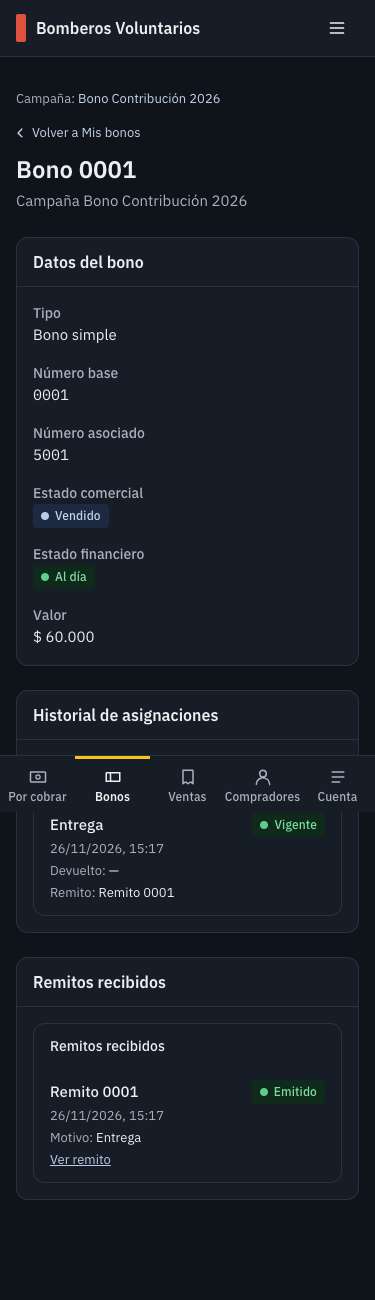 Bomberos Voluntarios
Campaña: Bono Contribución 2026
Volver a Mis bonos
Bono 0001
Campaña Bono Contribución 2026
Datos del bono
Tipo
Bono simple
Número base
0001
Número asociado
5001
Estado comercial
Vendido
Estado financiero
Al día
Valor
$ 60.000
Historial de asignaciones
Por cobrar
Bonos
Ventas
Compradores
Cuenta
Entrega
Vigente
26/11/2026, 15:17
Devuelto: —
Remito: Remito 0001
Remitos recibidos
Remitos recibidos
Remito 0001
Emitido
26/11/2026, 15:17
Motivo: Entrega
Ver remito